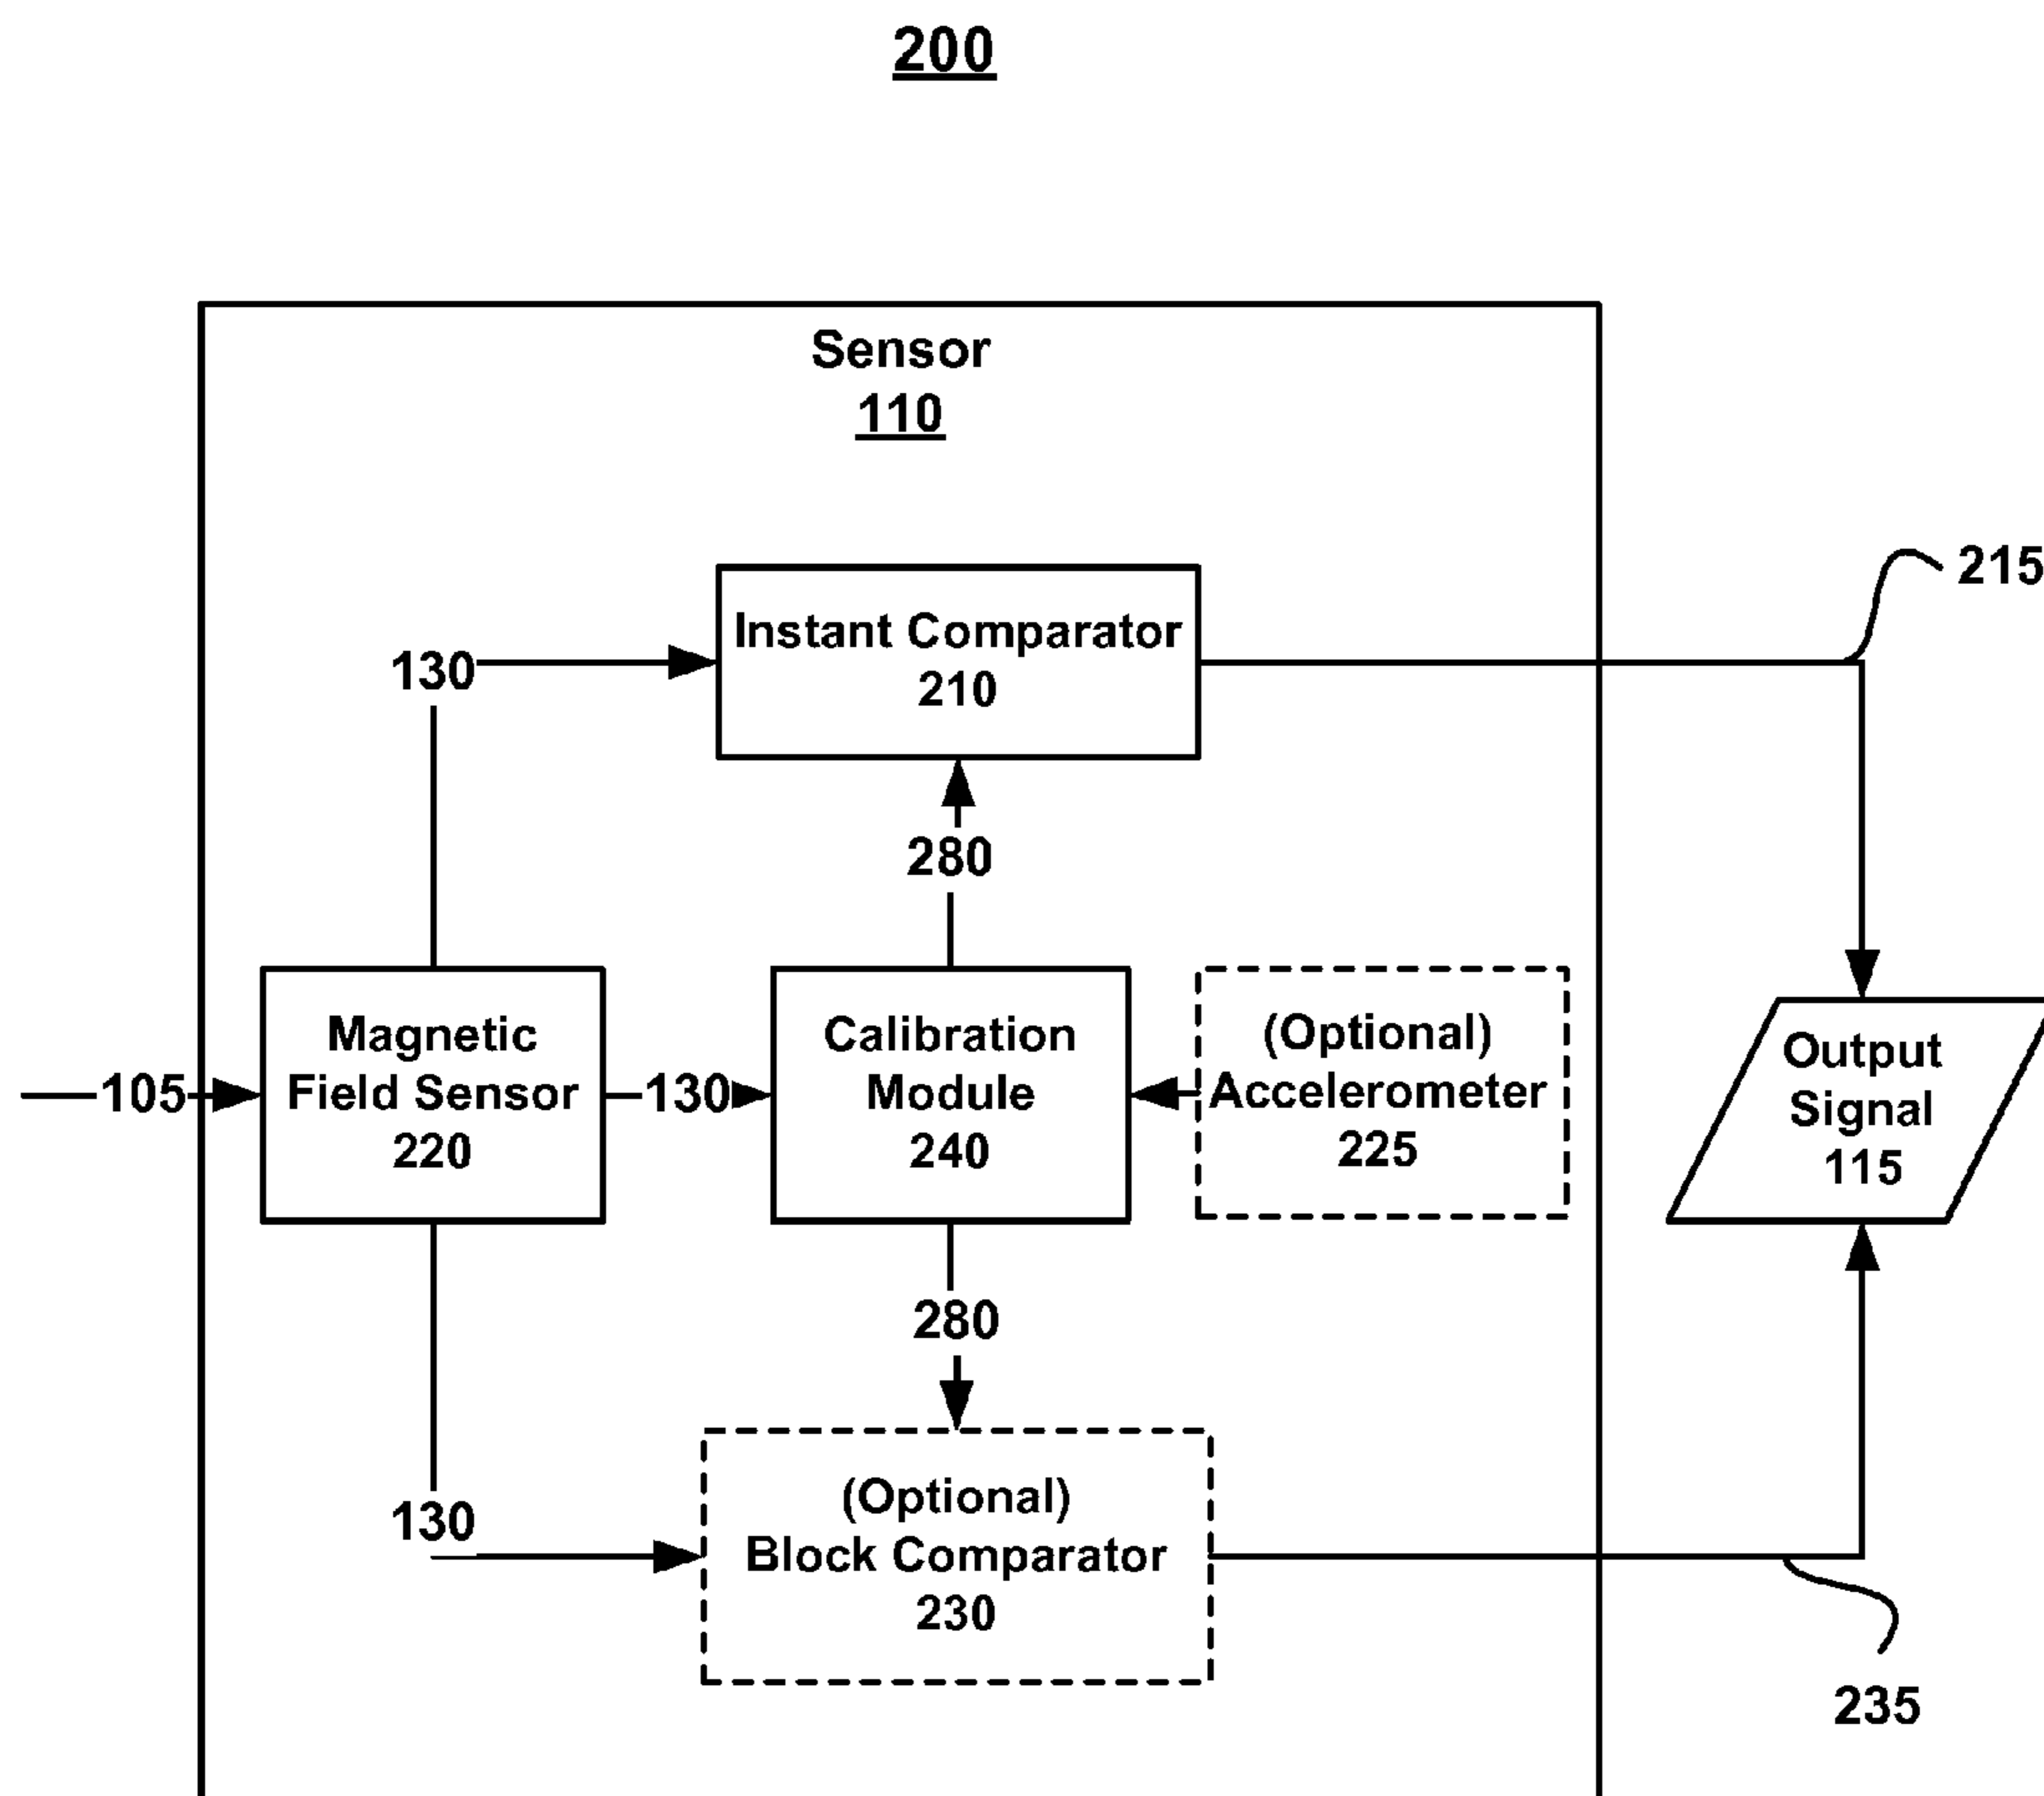 200
Sensor
110
215
Instant Comparator
210
130
280
Magnetic
Field Sensor
220
Calibration
Module
240
(Optional)
Accelerometer
225
Output
Signal
115
105
130
280
130
(Optional)
Block Comparator
230
235